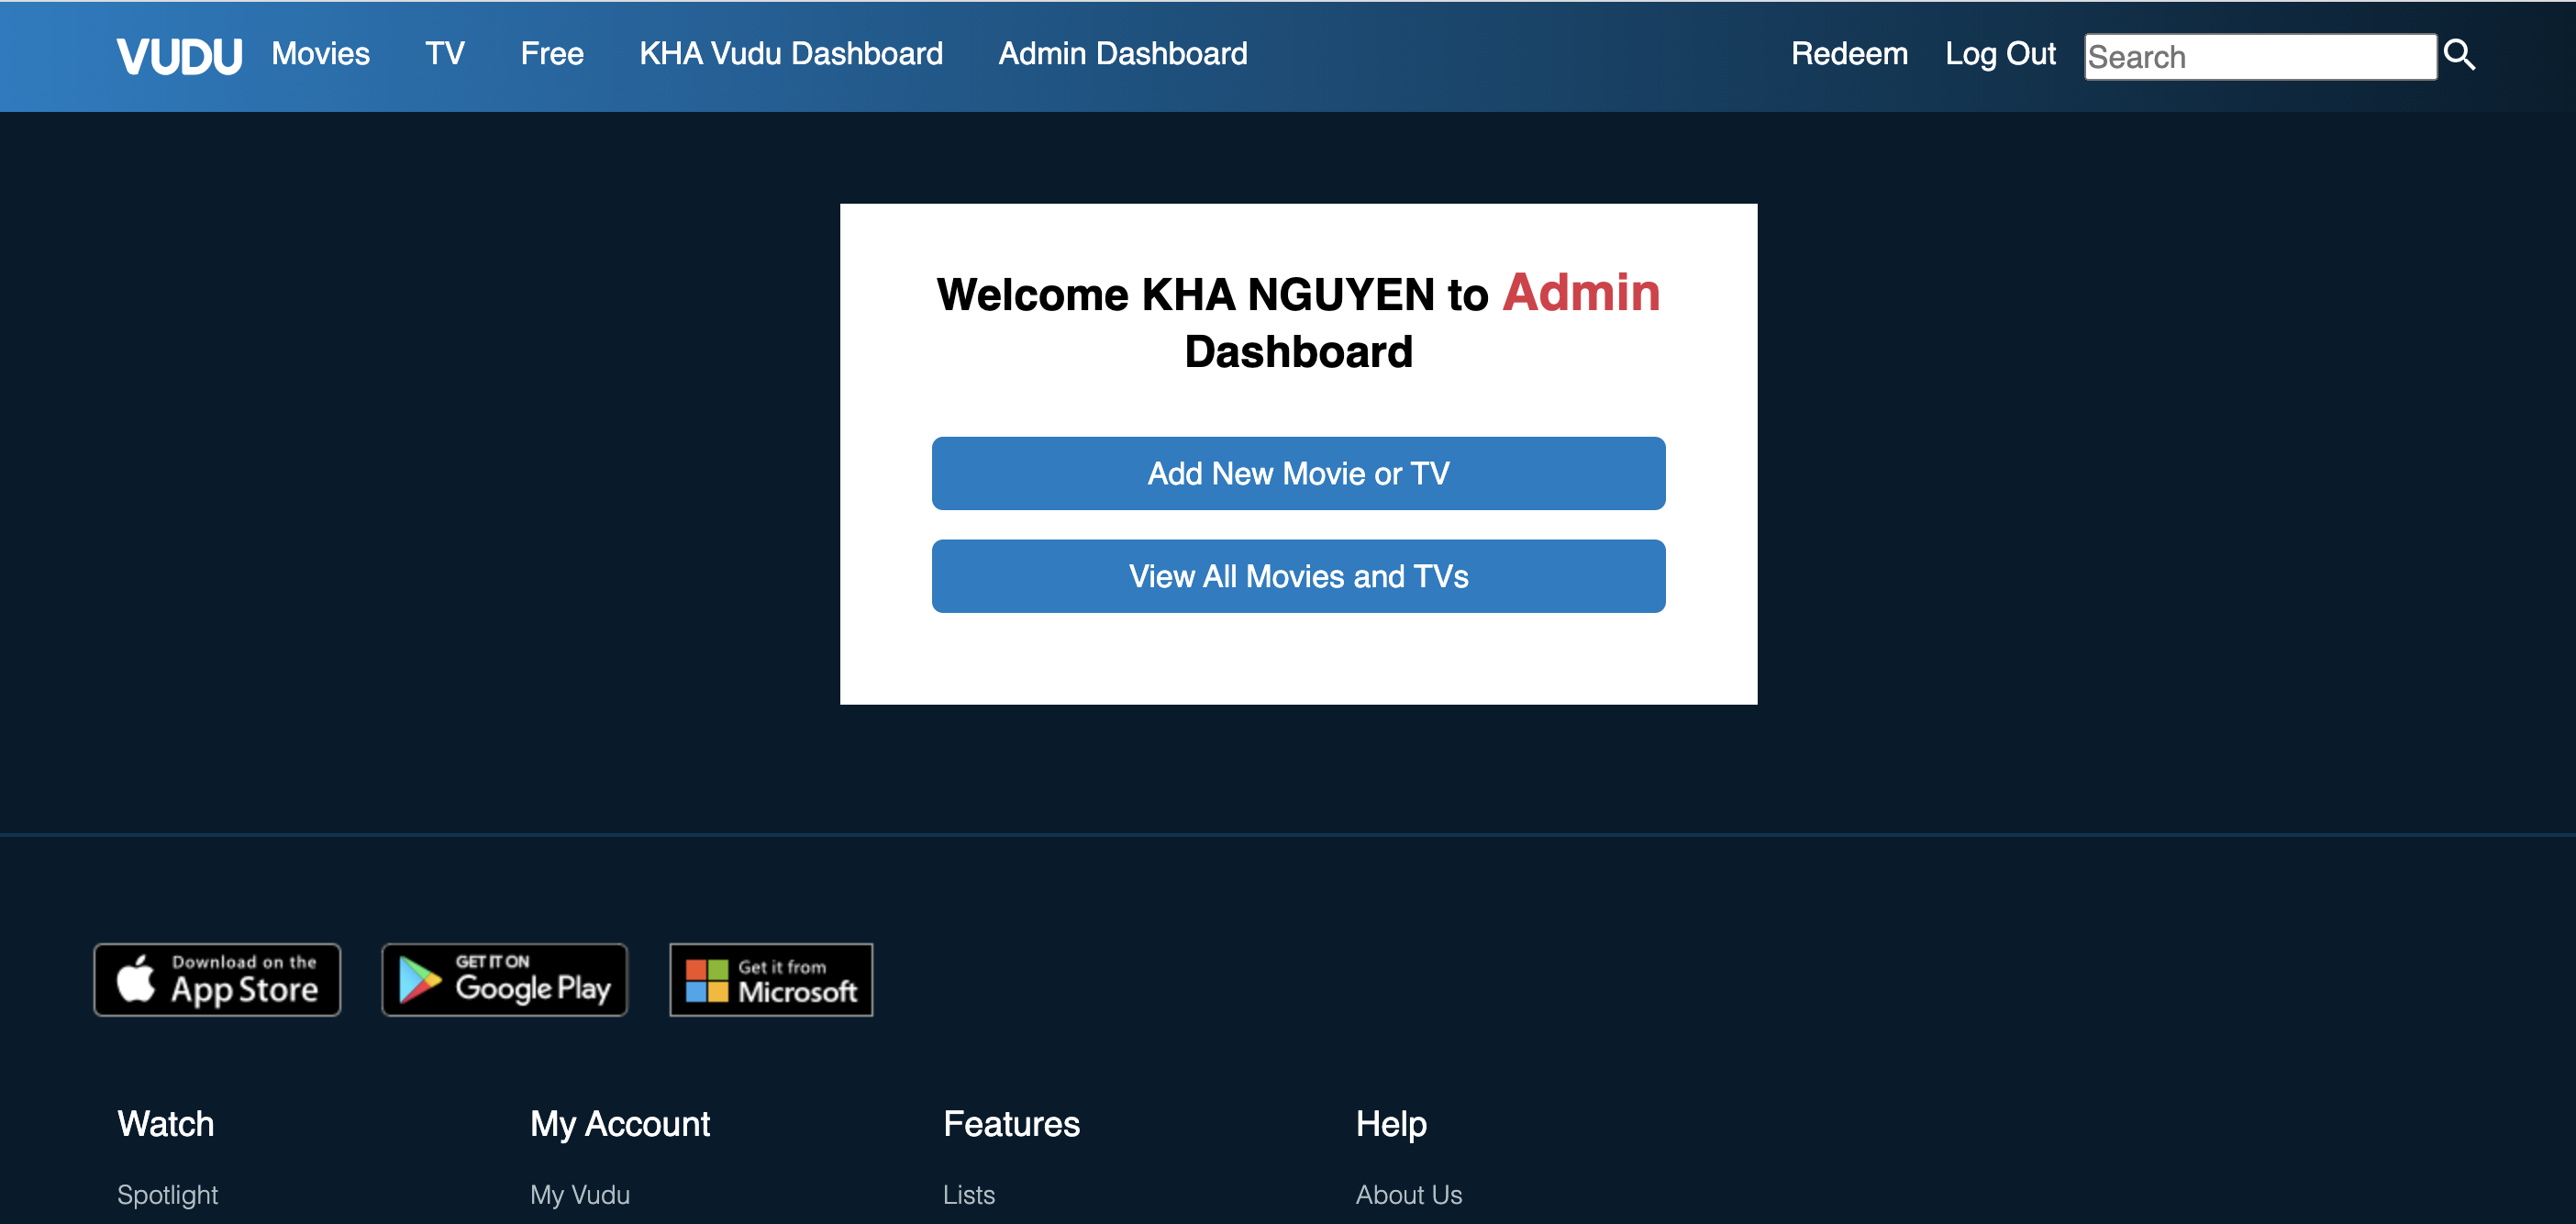 VUDU Movies TV Free KHA Vudu Dashboard Admin Dashboard Redeem Log Out Search
Welcome KHA NGUYEN to Admin
Dashboard
Add New Movie or TV
View All Movies and TVs
Download on the
App Store
GET IT ON
Google Play
Get it from
Microsoft
Watch My Account Features Help
Spotlight My Vudu Lists About Us